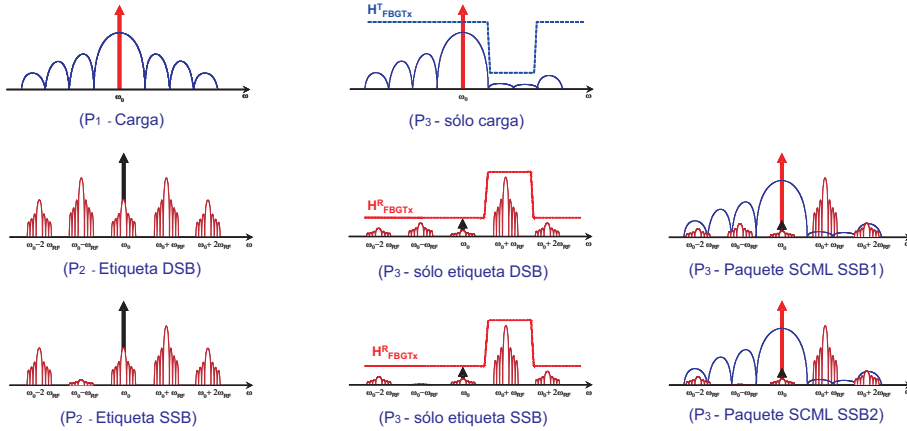 H^T_FBGTx
ω₀ ω
ω₀ ω
(P1 - Carga)
(P3 - sólo carga)
H^R_FBGTx
ω₀−2 ω_RF ω₀−ω_RF ω₀ ω₀+ ω_RF ω₀+ 2ω_RF ω
ω₀−2 ω_RF ω₀−ω_RF ω₀ ω₀+ ω_RF ω₀+ 2ω_RF ω
ω₀−2 ω_RF ω₀−ω_RF ω₀ ω₀+ ω_RF ω₀+ 2ω_RF ω
(P2 - Etiqueta DSB)
(P3 - sólo etiqueta DSB)
(P3 - Paquete SCML SSB1)
H^R_FBGTx
ω₀−2 ω_RF ω₀−ω_RF ω₀ ω₀+ ω_RF ω₀+ 2ω_RF ω
ω₀−2 ω_RF ω₀−ω_RF ω₀ ω₀+ ω_RF ω₀+ 2ω_RF ω
ω₀−2 ω_RF ω₀−ω_RF ω₀ ω₀+ ω_RF ω₀+ 2ω_RF ω
(P2 - Etiqueta SSB)
(P3 - sólo etiqueta SSB)
(P3 - Paquete SCML SSB2)